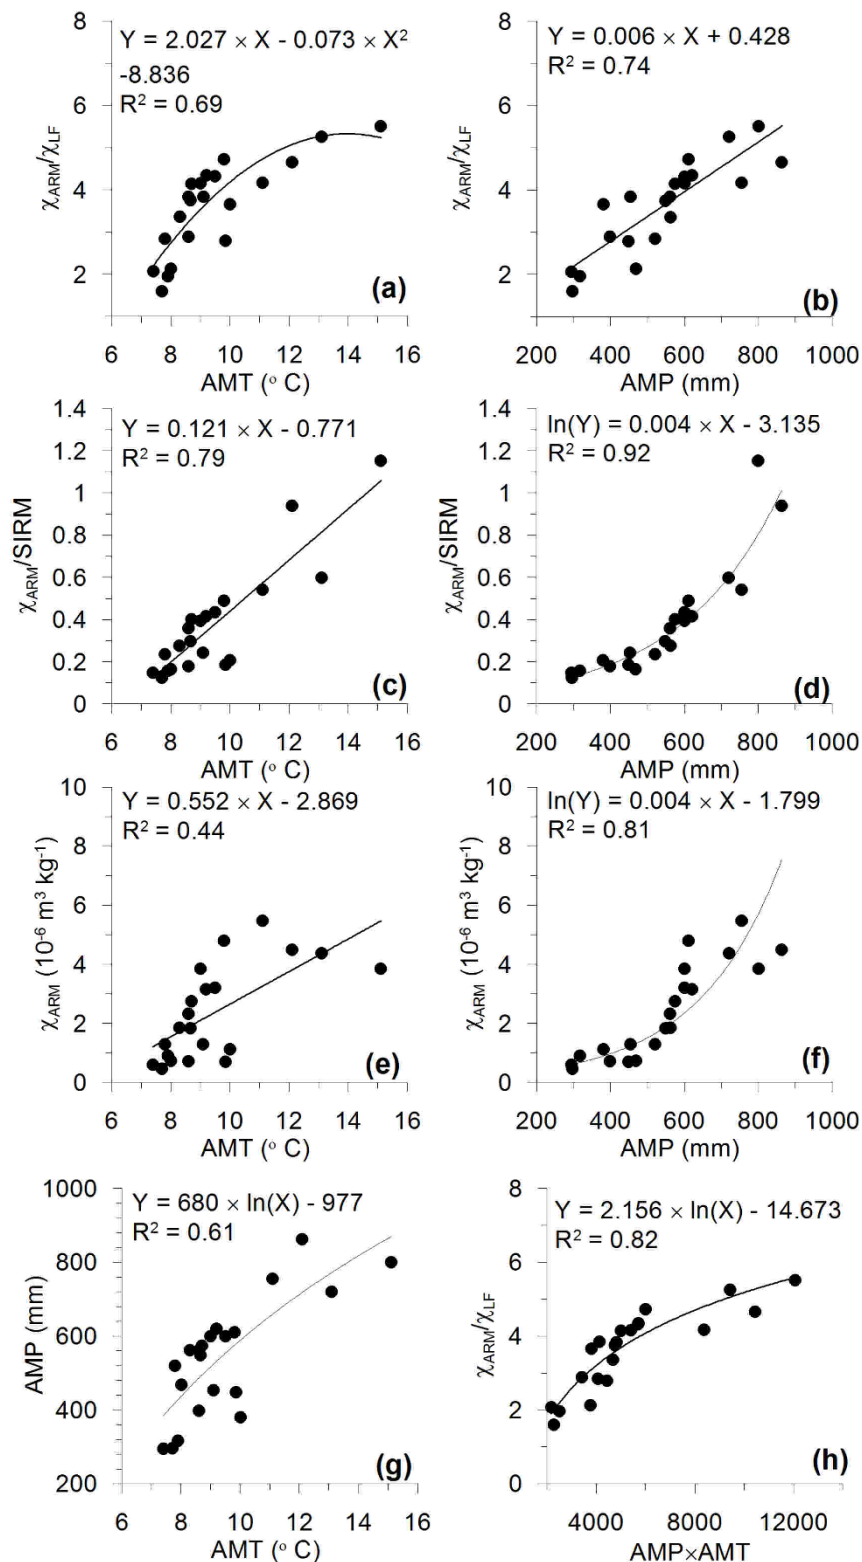 Y = 2.027 × X - 0.073 × X²
-8.836
R² = 0.69
8
6
4
2
χARM/χLF
(a)
6 8 10 12 14 16
AMT (° C)
Y = 0.006 × X + 0.428
R² = 0.74
8
6
4
2
χARM/χLF
(b)
200 400 600 800 1000
AMP (mm)
Y = 0.121 × X - 0.771
R² = 0.79
1.4
1.2
1
0.8
0.6
0.4
0.2
0
χARM/SIRM
(c)
6 8 10 12 14 16
AMT (° C)
ln(Y) = 0.004 × X - 3.135
R² = 0.92
1.4
1.2
1
0.8
0.6
0.4
0.2
0
χARM/SIRM
(d)
200 400 600 800 1000
AMP (mm)
Y = 0.552 × X - 2.869
R² = 0.44
10
8
6
4
2
0
χARM (10⁻⁶ m³ kg⁻¹)
(e)
6 8 10 12 14 16
AMT (° C)
ln(Y) = 0.004 × X - 1.799
R² = 0.81
10
8
6
4
2
0
χARM (10⁻⁶ m³ kg⁻¹)
(f)
200 400 600 800 1000
AMP (mm)
Y = 680 × ln(X) - 977
R² = 0.61
1000
800
600
400
200
AMP (mm)
(g)
6 8 10 12 14 16
AMT (° C)
Y = 2.156 × ln(X) - 14.673
R² = 0.82
8
6
4
2
0
χARM/χLF
(h)
4000 8000 12000
AMP×AMT